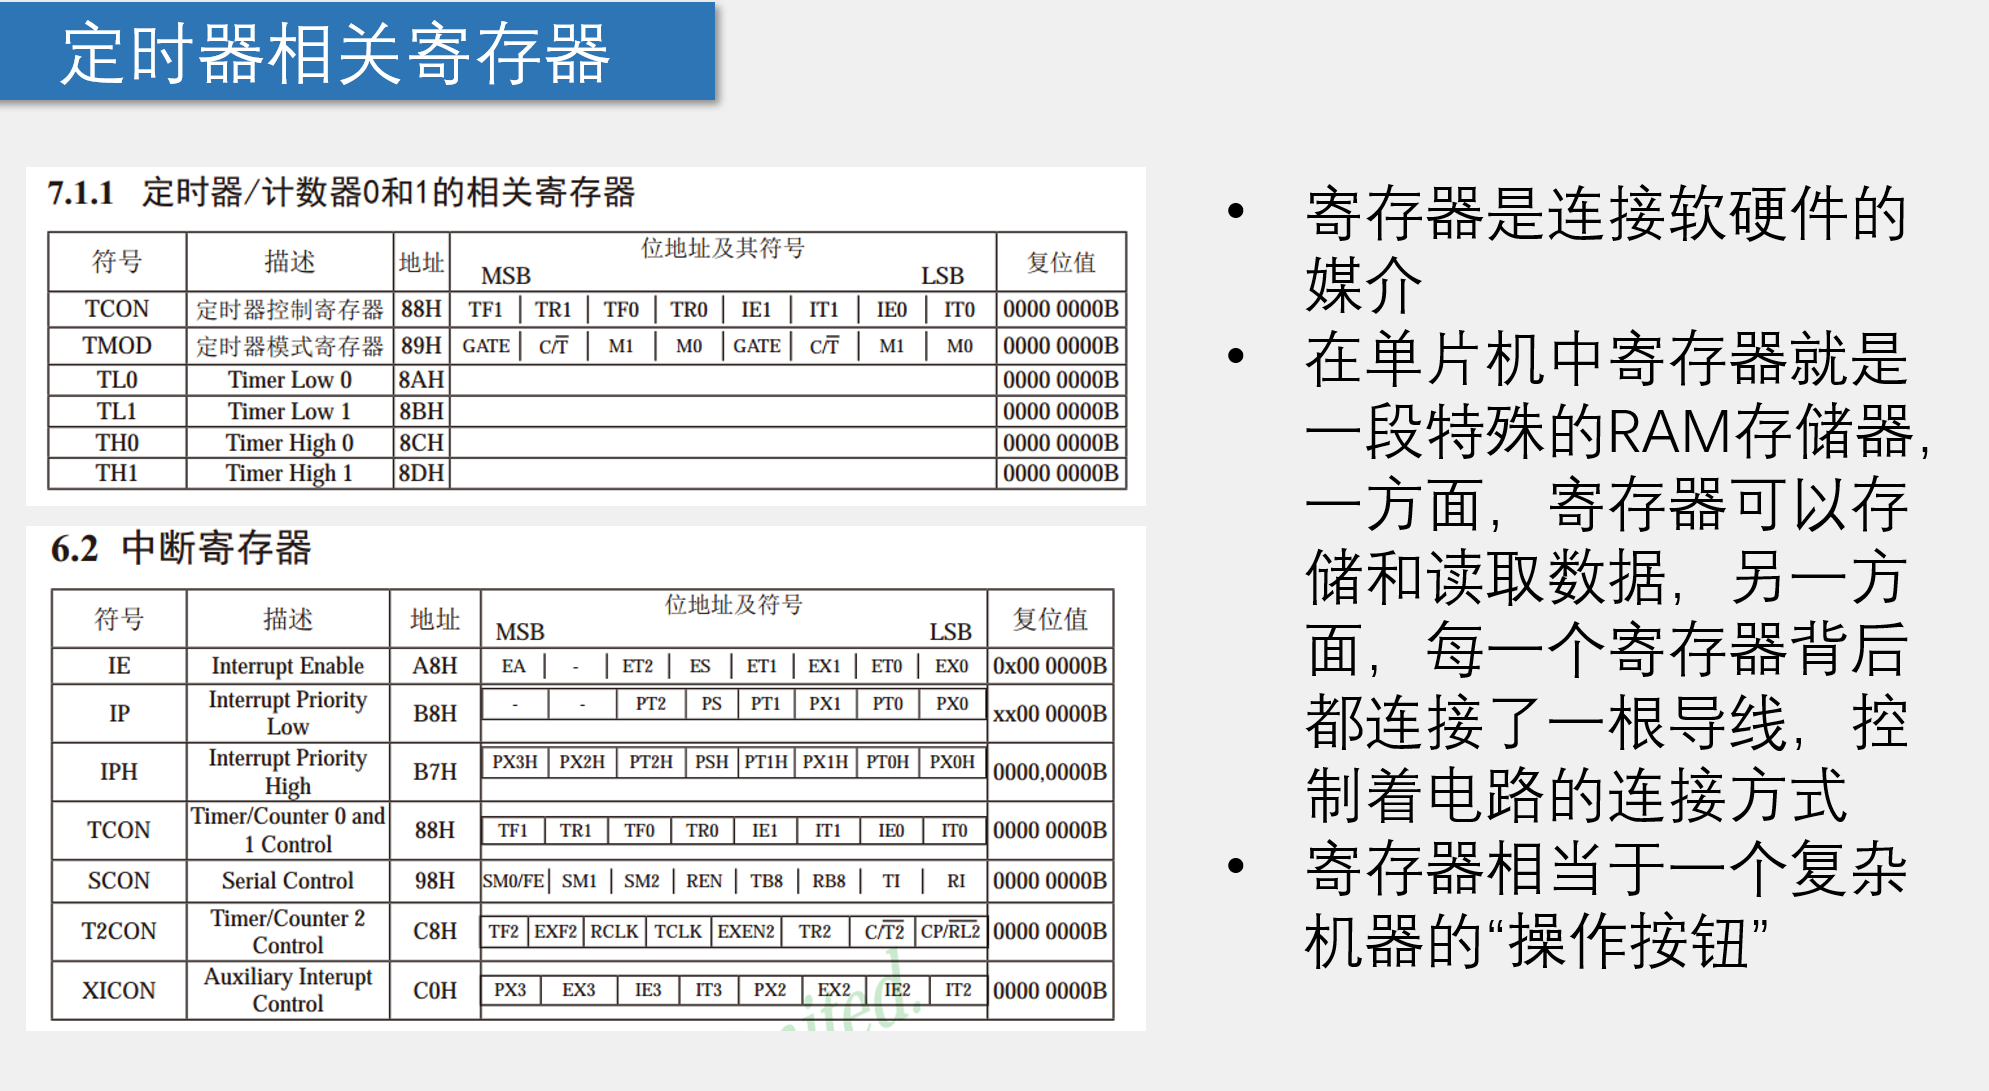 定时器相关寄存器
7.1.1 定时器/计数器0和1的相关寄存器
符号 描述 地址 位地址及其符号 MSB LSB 复位值
TCON 定时器控制寄存器 88H TF1 TR1 TF0 TR0 IE1 IT1 IE0 IT0 0000 0000B
TMOD 定时器模式寄存器 89H GATE C/T̅ M1 M0 GATE C/T̅ M1 M0 0000 0000B
TL0 Timer Low 0 8AH 0000 0000B
TL1 Timer Low 1 8BH 0000 0000B
TH0 Timer High 0 8CH 0000 0000B
TH1 Timer High 1 8DH 0000 0000B
6.2 中断寄存器
符号 描述 地址 位地址及符号 MSB LSB 复位值
IE Interrupt Enable A8H EA - ET2 ES ET1 EX1 ET0 EX0 0x00 0000B
IP Interrupt Priority Low B8H - - PT2 PS PT1 PX1 PT0 PX0 xx00 0000B
IPH Interrupt Priority High B7H PX3H PX2H PT2H PSH PT1H PX1H PT0H PX0H 0000,0000B
TCON Timer/Counter 0 and 1 Control 88H TF1 TR1 TF0 TR0 IE1 IT1 IE0 IT0 0000 0000B
SCON Serial Control 98H SM0/FE SM1 SM2 REN TB8 RB8 TI RI 0000 0000B
T2CON Timer/Counter 2 Control C8H TF2 EXF2 RCLK TCLK EXEN2 TR2 C/T̅2̅ CP/R̅L̅2̅ 0000 0000B
XICON Auxiliary Interupt Control C0H PX3 EX3 IE3 IT3 PX2 EX2 IE2 IT2 0000 0000B
• 寄存器是连接软硬件的
媒介
• 在单片机中寄存器就是
一段特殊的RAM存储器,
一方面,寄存器可以存
储和读取数据,另一方
面,每一个寄存器背后
都连接了一根导线,控
制着电路的连接方式
• 寄存器相当于一个复杂
机器的“操作按钮”